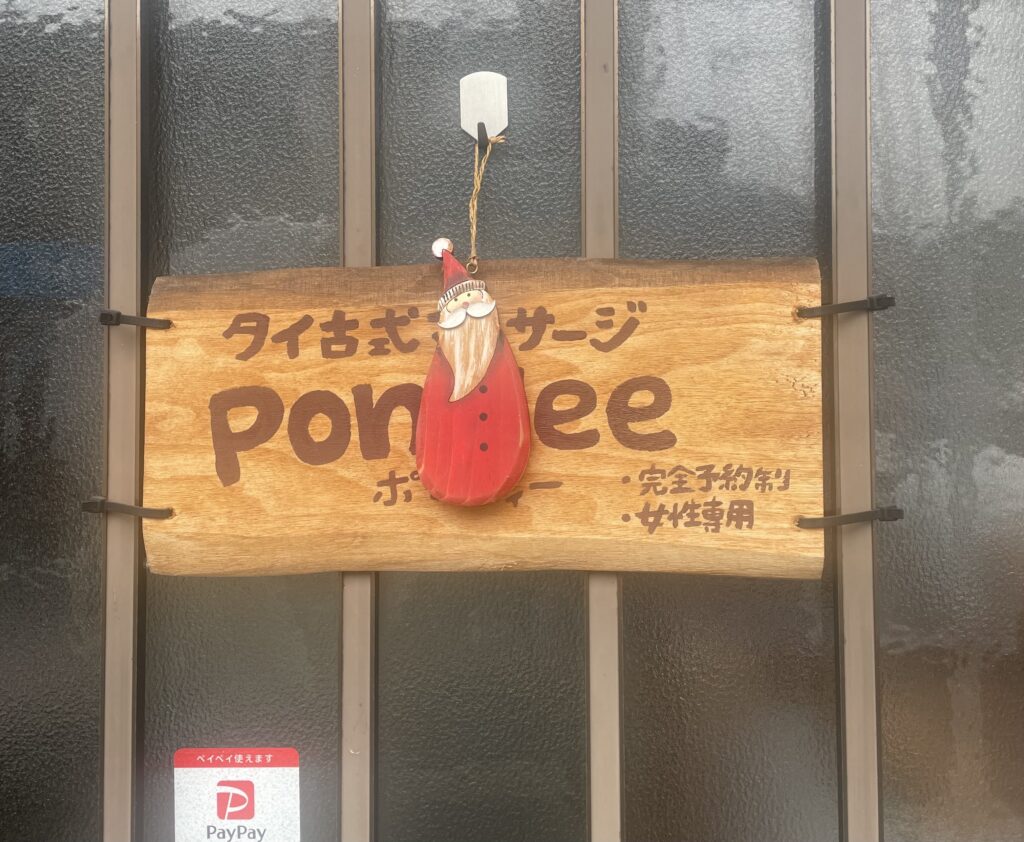 タイ古式 サージ
pon ee
ポ ィー
・完全予約制
・女性専用
ペイペイ使えます
PayPay